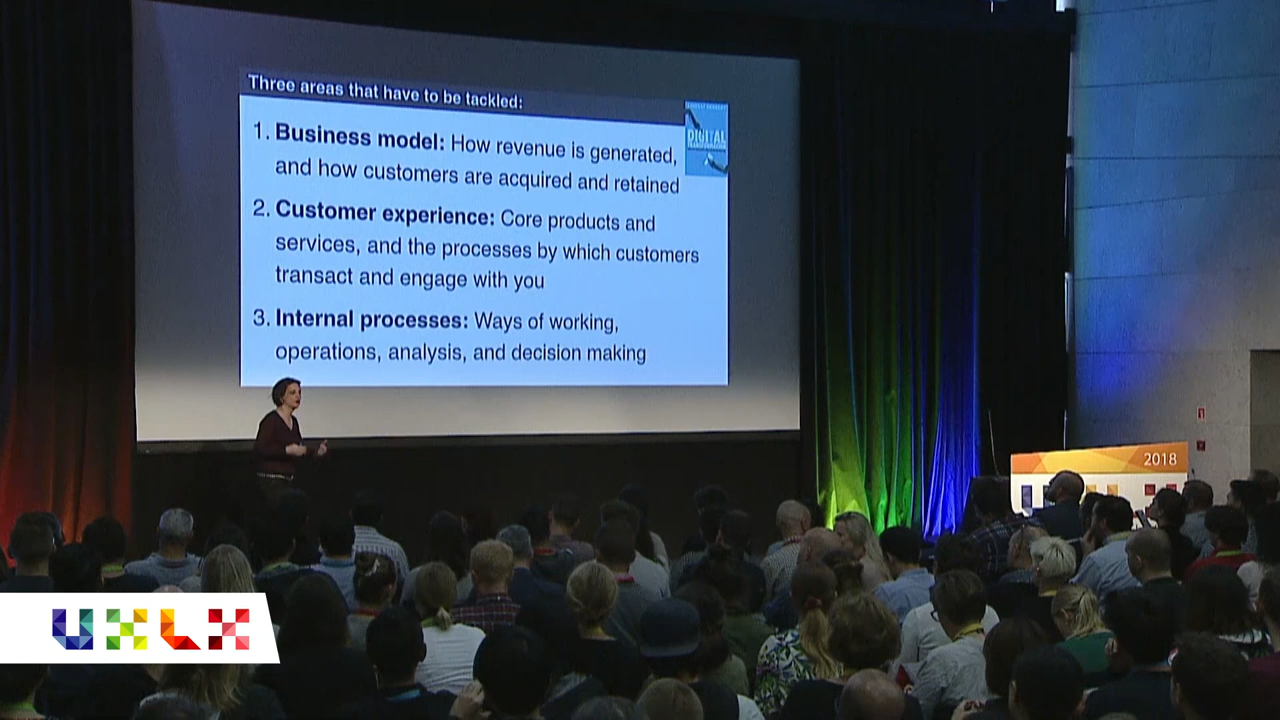 Three areas that have to be tackled:
DIGITAL
1. Business model: How revenue is generated,
and how customers are acquired and retained
2. Customer experience: Core products and
services, and the processes by which customers
transact and engage with you
3. Internal processes: Ways of working,
operations, analysis, and decision making
2018
UXLX